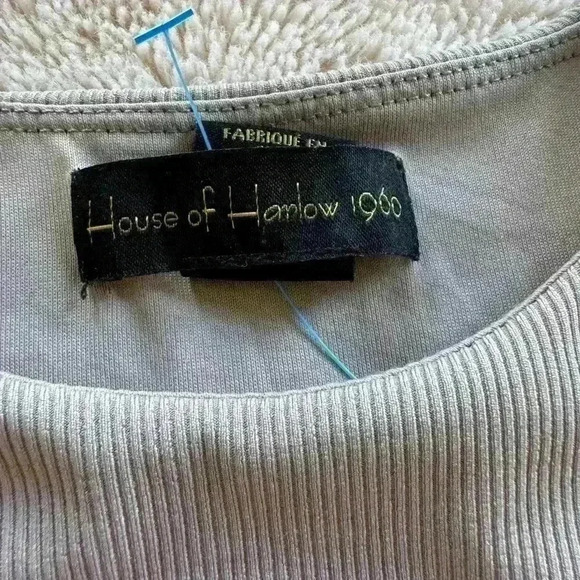 FABRIQUÉ EN
House of Harlow 1960